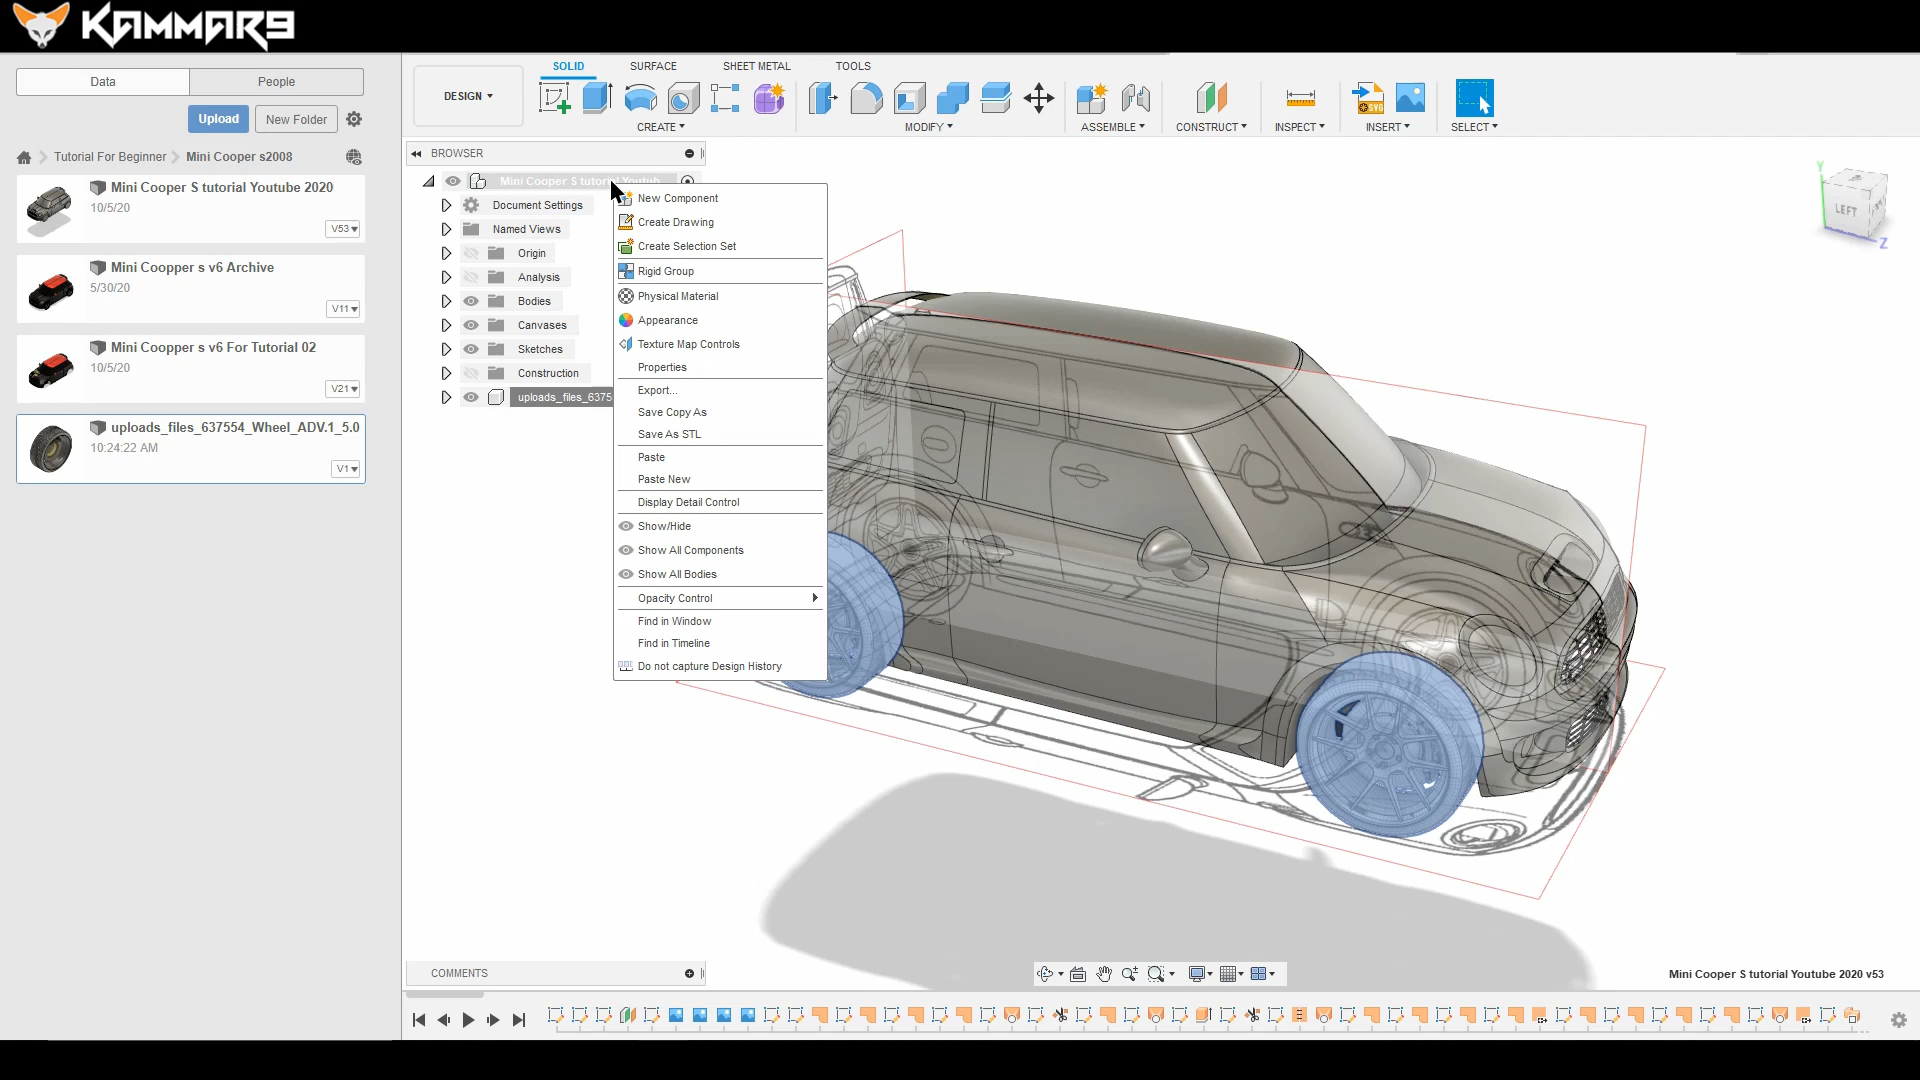 KAMMAR9
Data
People
Upload
New Folder
Tutorial For Beginner
Mini Cooper s2008
Mini Cooper S tutorial Youtube 2020
10/5/20
V53
Mini Coopper s v6 Archive
5/30/20
V11
Mini Coopper s v6 For Tutorial 02
10/5/20
V21
uploads_files_637554_Wheel_ADV.1_5.0
10:24:22 AM
V1
DESIGN
SOLID
SURFACE
SHEET METAL
TOOLS
CREATE
MODIFY
ASSEMBLE
CONSTRUCT
INSPECT
INSERT
SELECT
BROWSER
Mini Cooper S tutorial Youtub
Document Settings
Named Views
Origin
Analysis
Bodies
Canvases
Sketches
Construction
uploads_files_6375
New Component
Create Drawing
Create Selection Set
Rigid Group
Physical Material
Appearance
Texture Map Controls
Properties
Export...
Save Copy As
Save As STL
Paste
Paste New
Display Detail Control
Show/Hide
Show All Components
Show All Bodies
Opacity Control
Find in Window
Find in Timeline
Do not capture Design History
Y
LEFT
Z
COMMENTS
Mini Cooper S tutorial Youtube 2020 v53